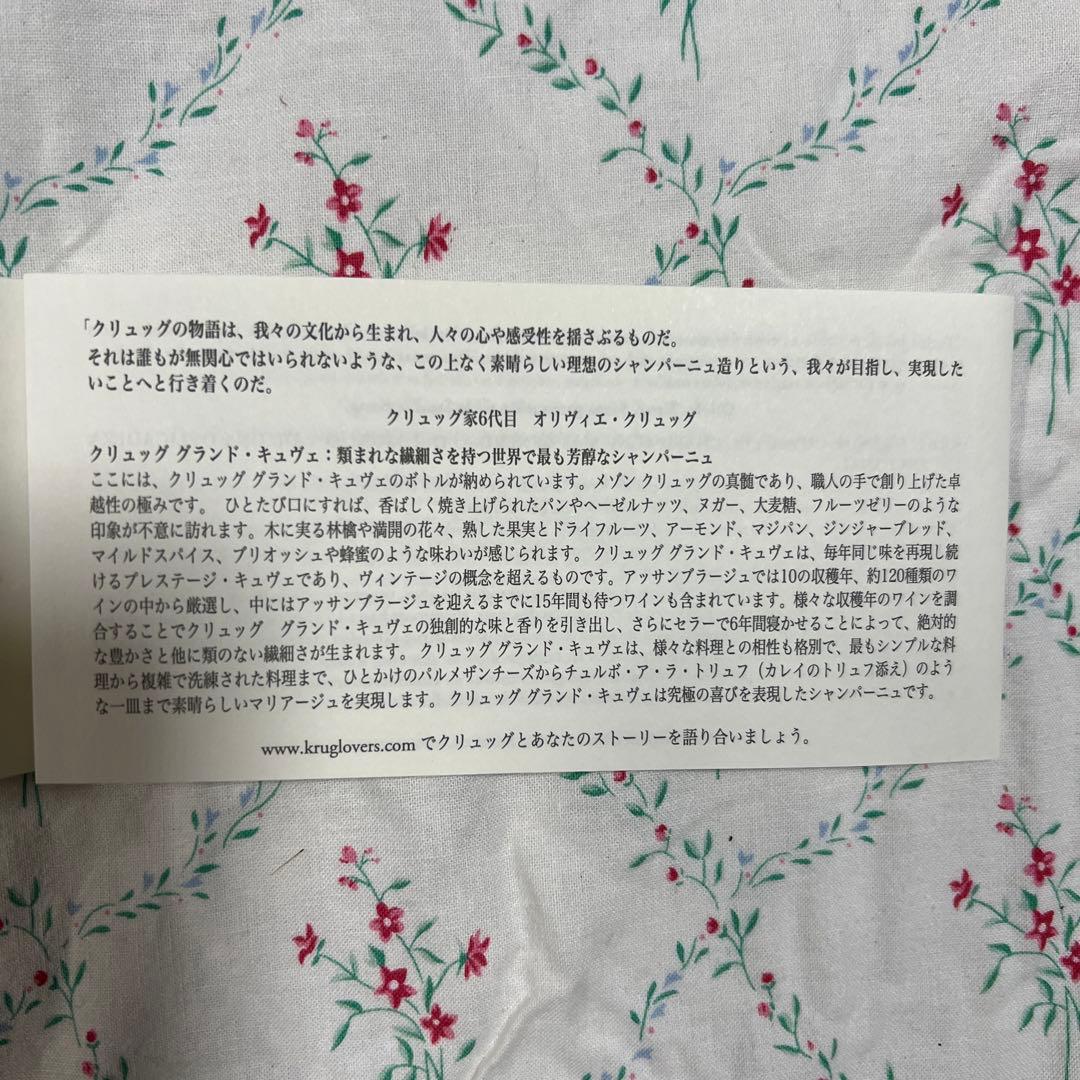 「クリュッグの物語は、我々の文化から生まれ、人々の心や感受性を揺さぶるものだ。
それは誰もが無関心ではいられないような、この上なく素晴らしい理想のシャンパーニュ造りという、我々が目指し、実現した
いことへと行き着くのだ。
クリュッグ家6代目　オリヴィエ・クリュッグ
クリュッグ グランド・キュヴェ：類まれな繊細さを持つ世界で最も芳醇なシャンパーニュ
ここには、クリュッグ グランド・キュヴェのボトルが納められています。メゾン クリュッグの真髄であり、職人の手で創り上げた卓
越性の極みです。 ひとたび口にすれば、香ばしく焼き上げられたパンやヘーゼルナッツ、ヌガー、大麦糖、フルーツゼリーのような
印象が不意に訪れます。木に実る林檎や満開の花々、熟した果実とドライフルーツ、アーモンド、マジパン、ジンジャーブレッド、
マイルドスパイス、ブリオッシュや蜂蜜のような味わいが感じられます。クリュッグ グランド・キュヴェは、毎年同じ味を再現し続
けるプレステージ・キュヴェであり、ヴィンテージの概念を超えるものです。アッサンブラージュでは10の収穫年、約120種類のワ
インの中から厳選し、中にはアッサンブラージュを迎えるまでに15年間も待つワインも含まれています。様々な収穫年のワインを調
合することでクリュッグ　グランド・キュヴェの独創的な味と香りを引き出し、さらにセラーで6年間寝かせることによって、絶対的
な豊かさと他に類のない繊細さが生まれます。 クリュッグ グランド・キュヴェは、様々な料理との相性も格別で、最もシンプルな料
理から複雑で洗練された料理まで、ひとかけのパルメザンチーズからチュルボ・ア・ラ・トリュフ（カレイのトリュフ添え）のよう
な一皿まで素晴らしいマリアージュを実現します。 クリュッグ グランド・キュヴェは究極の喜びを表現したシャンパーニュです。
www.kruglovers.com でクリュッグとあなたのストーリーを語り合いましょう。